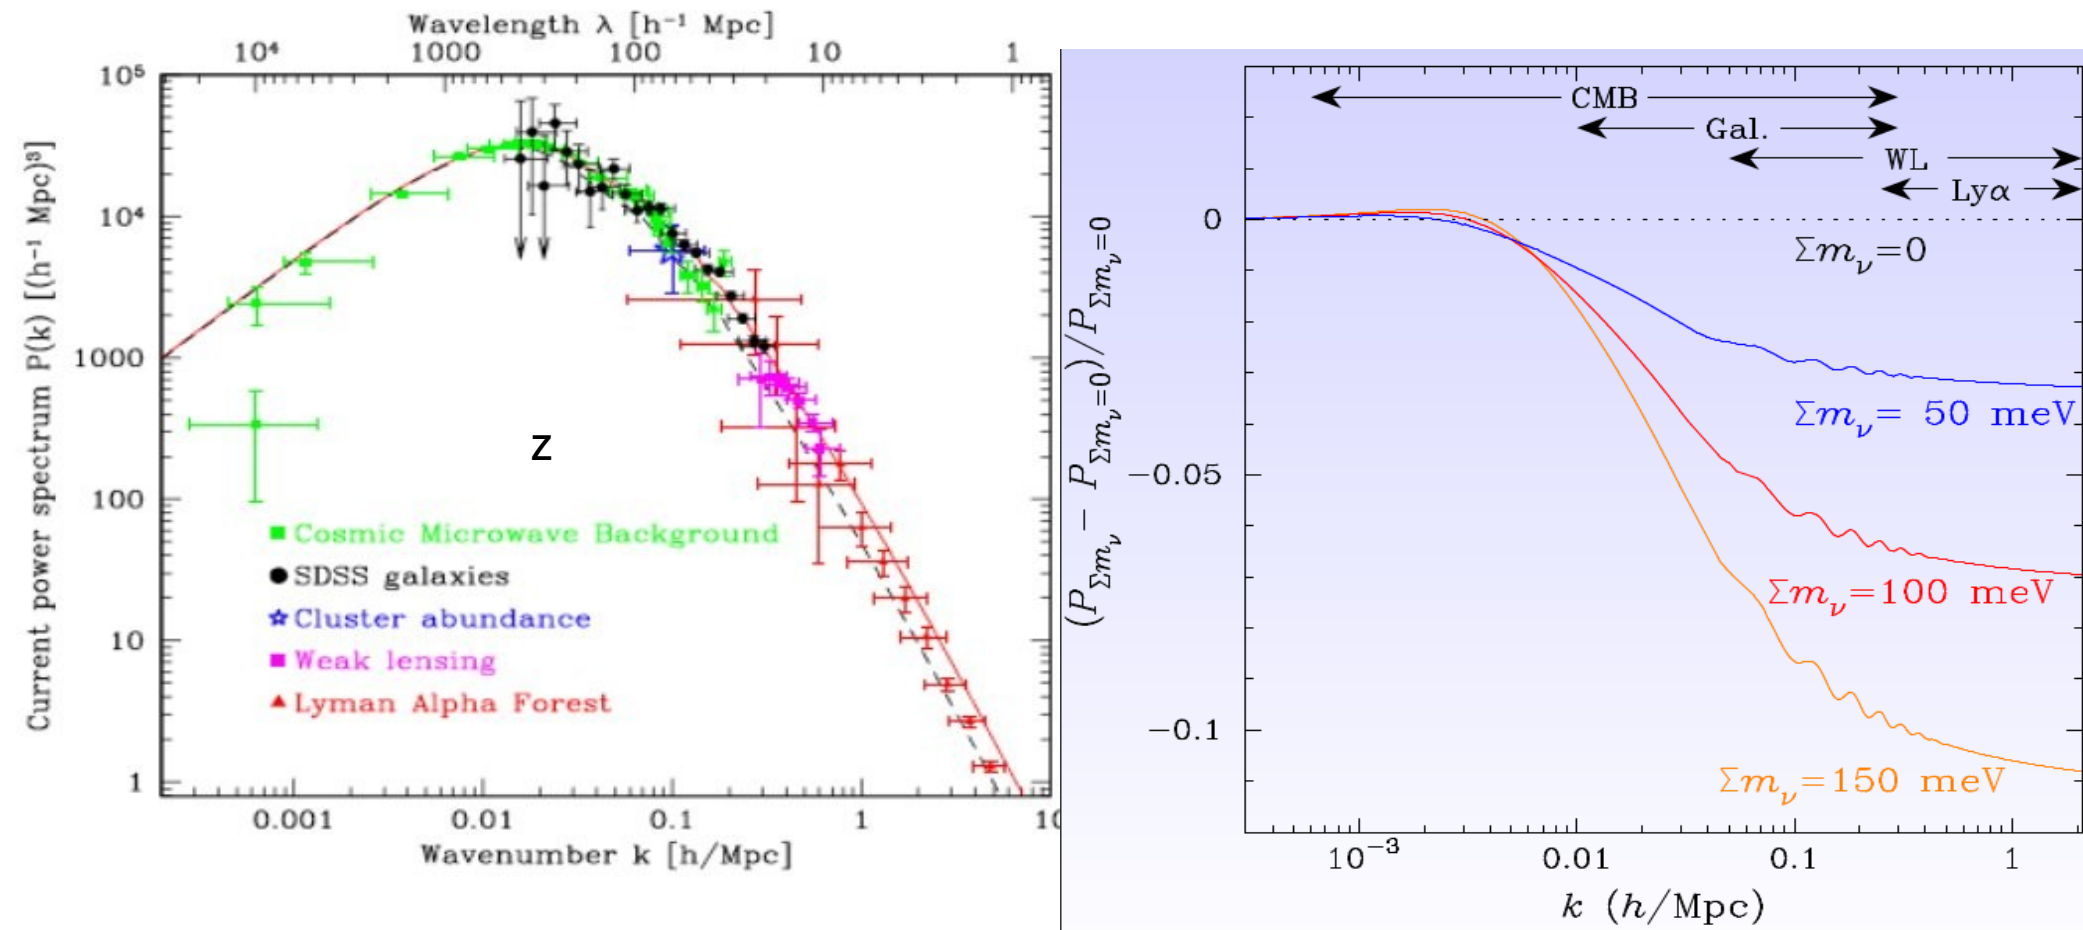 Wavelength λ [h⁻¹ Mpc]
10⁴ 1000 100 10 1
Current power spectrum P(k) [(h⁻¹ Mpc)³]
10⁵
10⁴
1000
100
10
1
z
Cosmic Microwave Background
SDSS galaxies
Cluster abundance
Weak lensing
Lyman Alpha Forest
0.001 0.01 0.1 1 10
Wavenumber k [h/Mpc]
(P_Σm_ν − P_Σm_ν=0)/P_Σm_ν=0
CMB
Gal.
WL
Lyα
0
−0.05
−0.1
Σm_ν=0
Σm_ν= 50 meV
Σm_ν=100 meV
Σm_ν=150 meV
10⁻³ 0.01 0.1 1
k (h/Mpc)